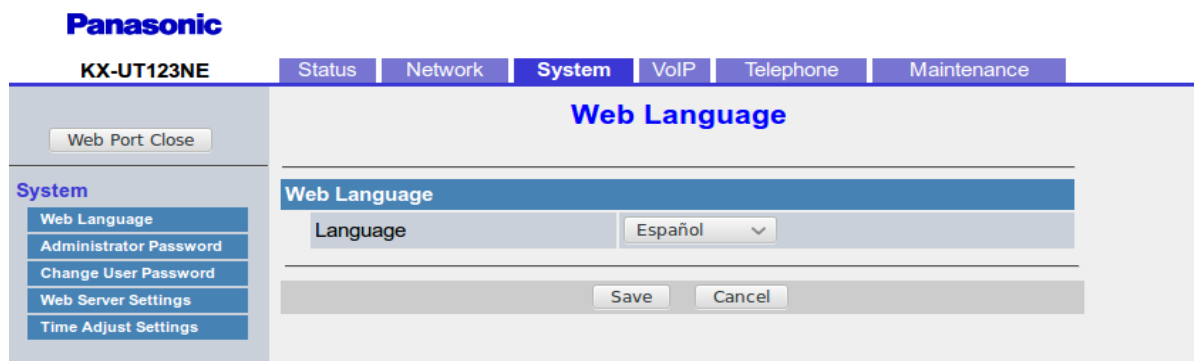 Panasonic
KX-UT123NE
Status Network System VoIP Telephone Maintenance
Web Port Close
System
Web Language
Administrator Password
Change User Password
Web Server Settings
Time Adjust Settings
Web Language
Web Language
Language Español
Save Cancel